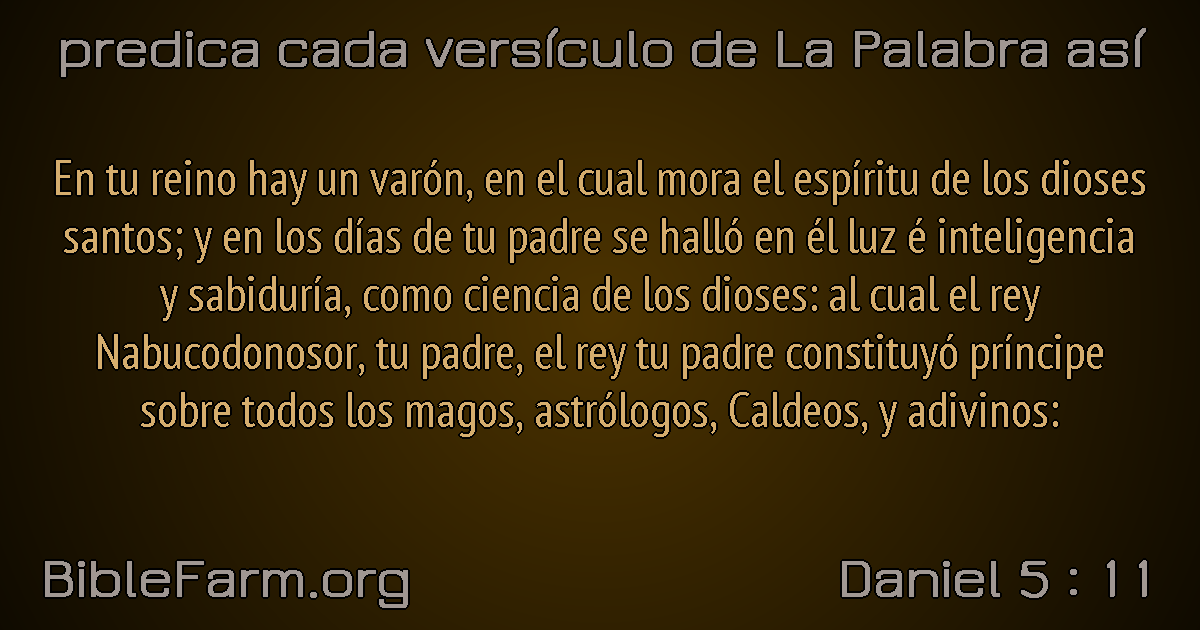 predica cada versículo de La Palabra así
En tu reino hay un varón, en el cual mora el espíritu de los dioses
santos; y en los días de tu padre se halló en él luz é inteligencia
y sabiduría, como ciencia de los dioses: al cual el rey
Nabucodonosor, tu padre, el rey tu padre constituyó príncipe
sobre todos los magos, astrólogos, Caldeos, y adivinos:
BibleFarm.org
Daniel 5 : 11